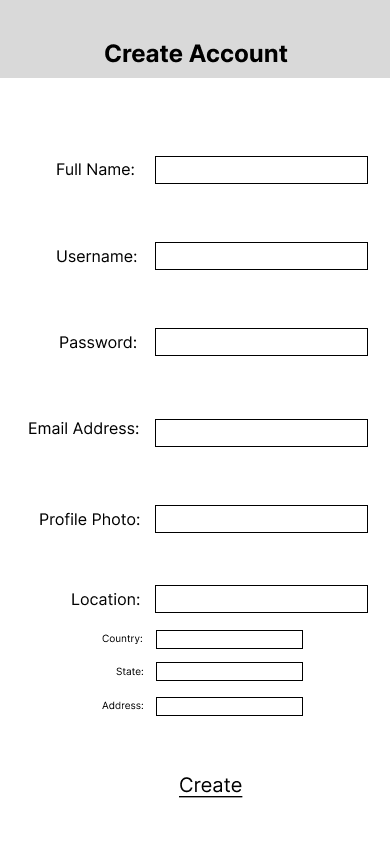 Create Account
Full Name:
Username:
Password:
Email Address:
Profile Photo:
Location:
Country:
State:
Address:
Create